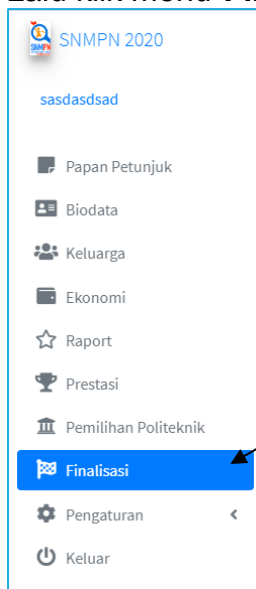 SNMPN 2020
sasdasdsad
Papan Petunjuk
Biodata
Keluarga
Ekonomi
Raport
Prestasi
Pemilihan Politeknik
Finalisasi
Pengaturan
Keluar